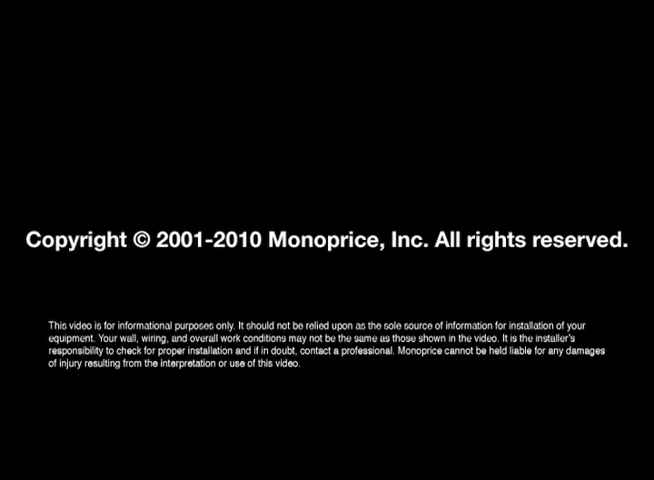 Copyright © 2001-2010 Monoprice, Inc. All rights reserved.
This video is for informational purposes only. It should not be relied upon as the sole source of information for installation of your
equipment. Your wall, wiring, and overall work conditions may not be the same as those shown in the video. It is the installer's
responsibility to check for proper installation and if in doubt, contact a professional. Monoprice cannot be held liable for any damages
of injury resulting from the interpretation or use of this video.